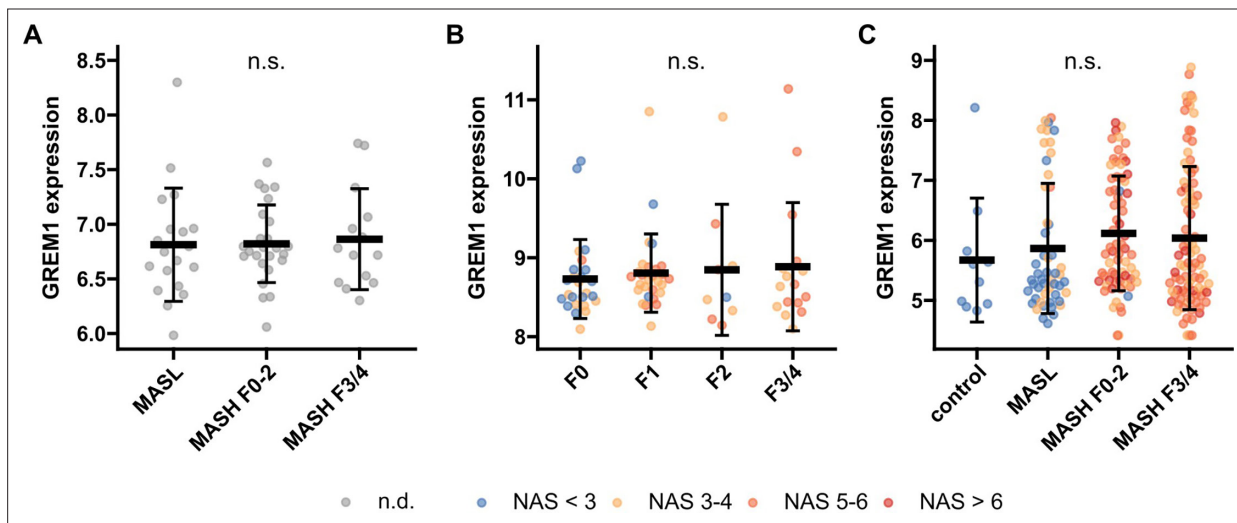 A
GREM1 expression
8.5
8.0
7.5
7.0
6.5
6.0
n.s.
MASL
MASH F0-2
MASH F3/4
B
GREM1 expression
11
10
9
8
n.s.
F0
F1
F2
F3/4
C
GREM1 expression
9
8
7
6
5
n.s.
control
MASL
MASH F0-2
MASH F3/4
n.d.
NAS < 3
NAS 3-4
NAS 5-6
NAS > 6